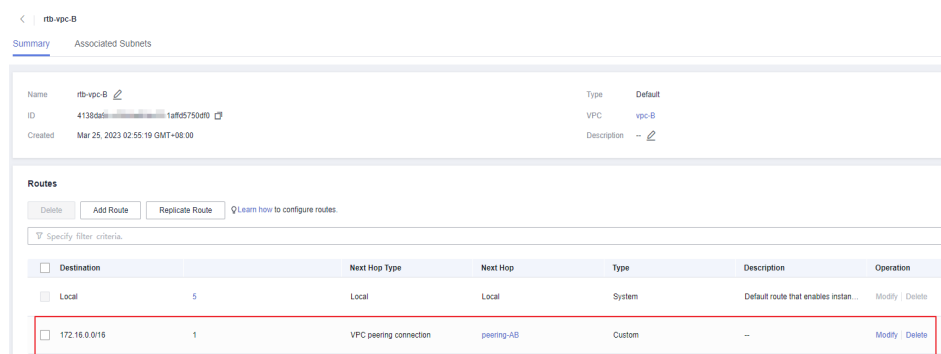 rtb-vpc-B
Summary Associated Subnets
Name rtb-vpc-B Type Default
ID 1affd5750df0 VPC vpc-B
Created Mar 25, 2023 02:55:19 GMT+08:00 Description --
Routes
Delete Add Route Replicate Route Learn how to configure routes.
Specify filter criteria.
Destination Next Hop Type Next Hop Type Description Operation
Local 5 Local Local System Default route that enables instan... Modify Delete
172.16.0.0/16 1 VPC peering connection peering-AB Custom -- Modify Delete